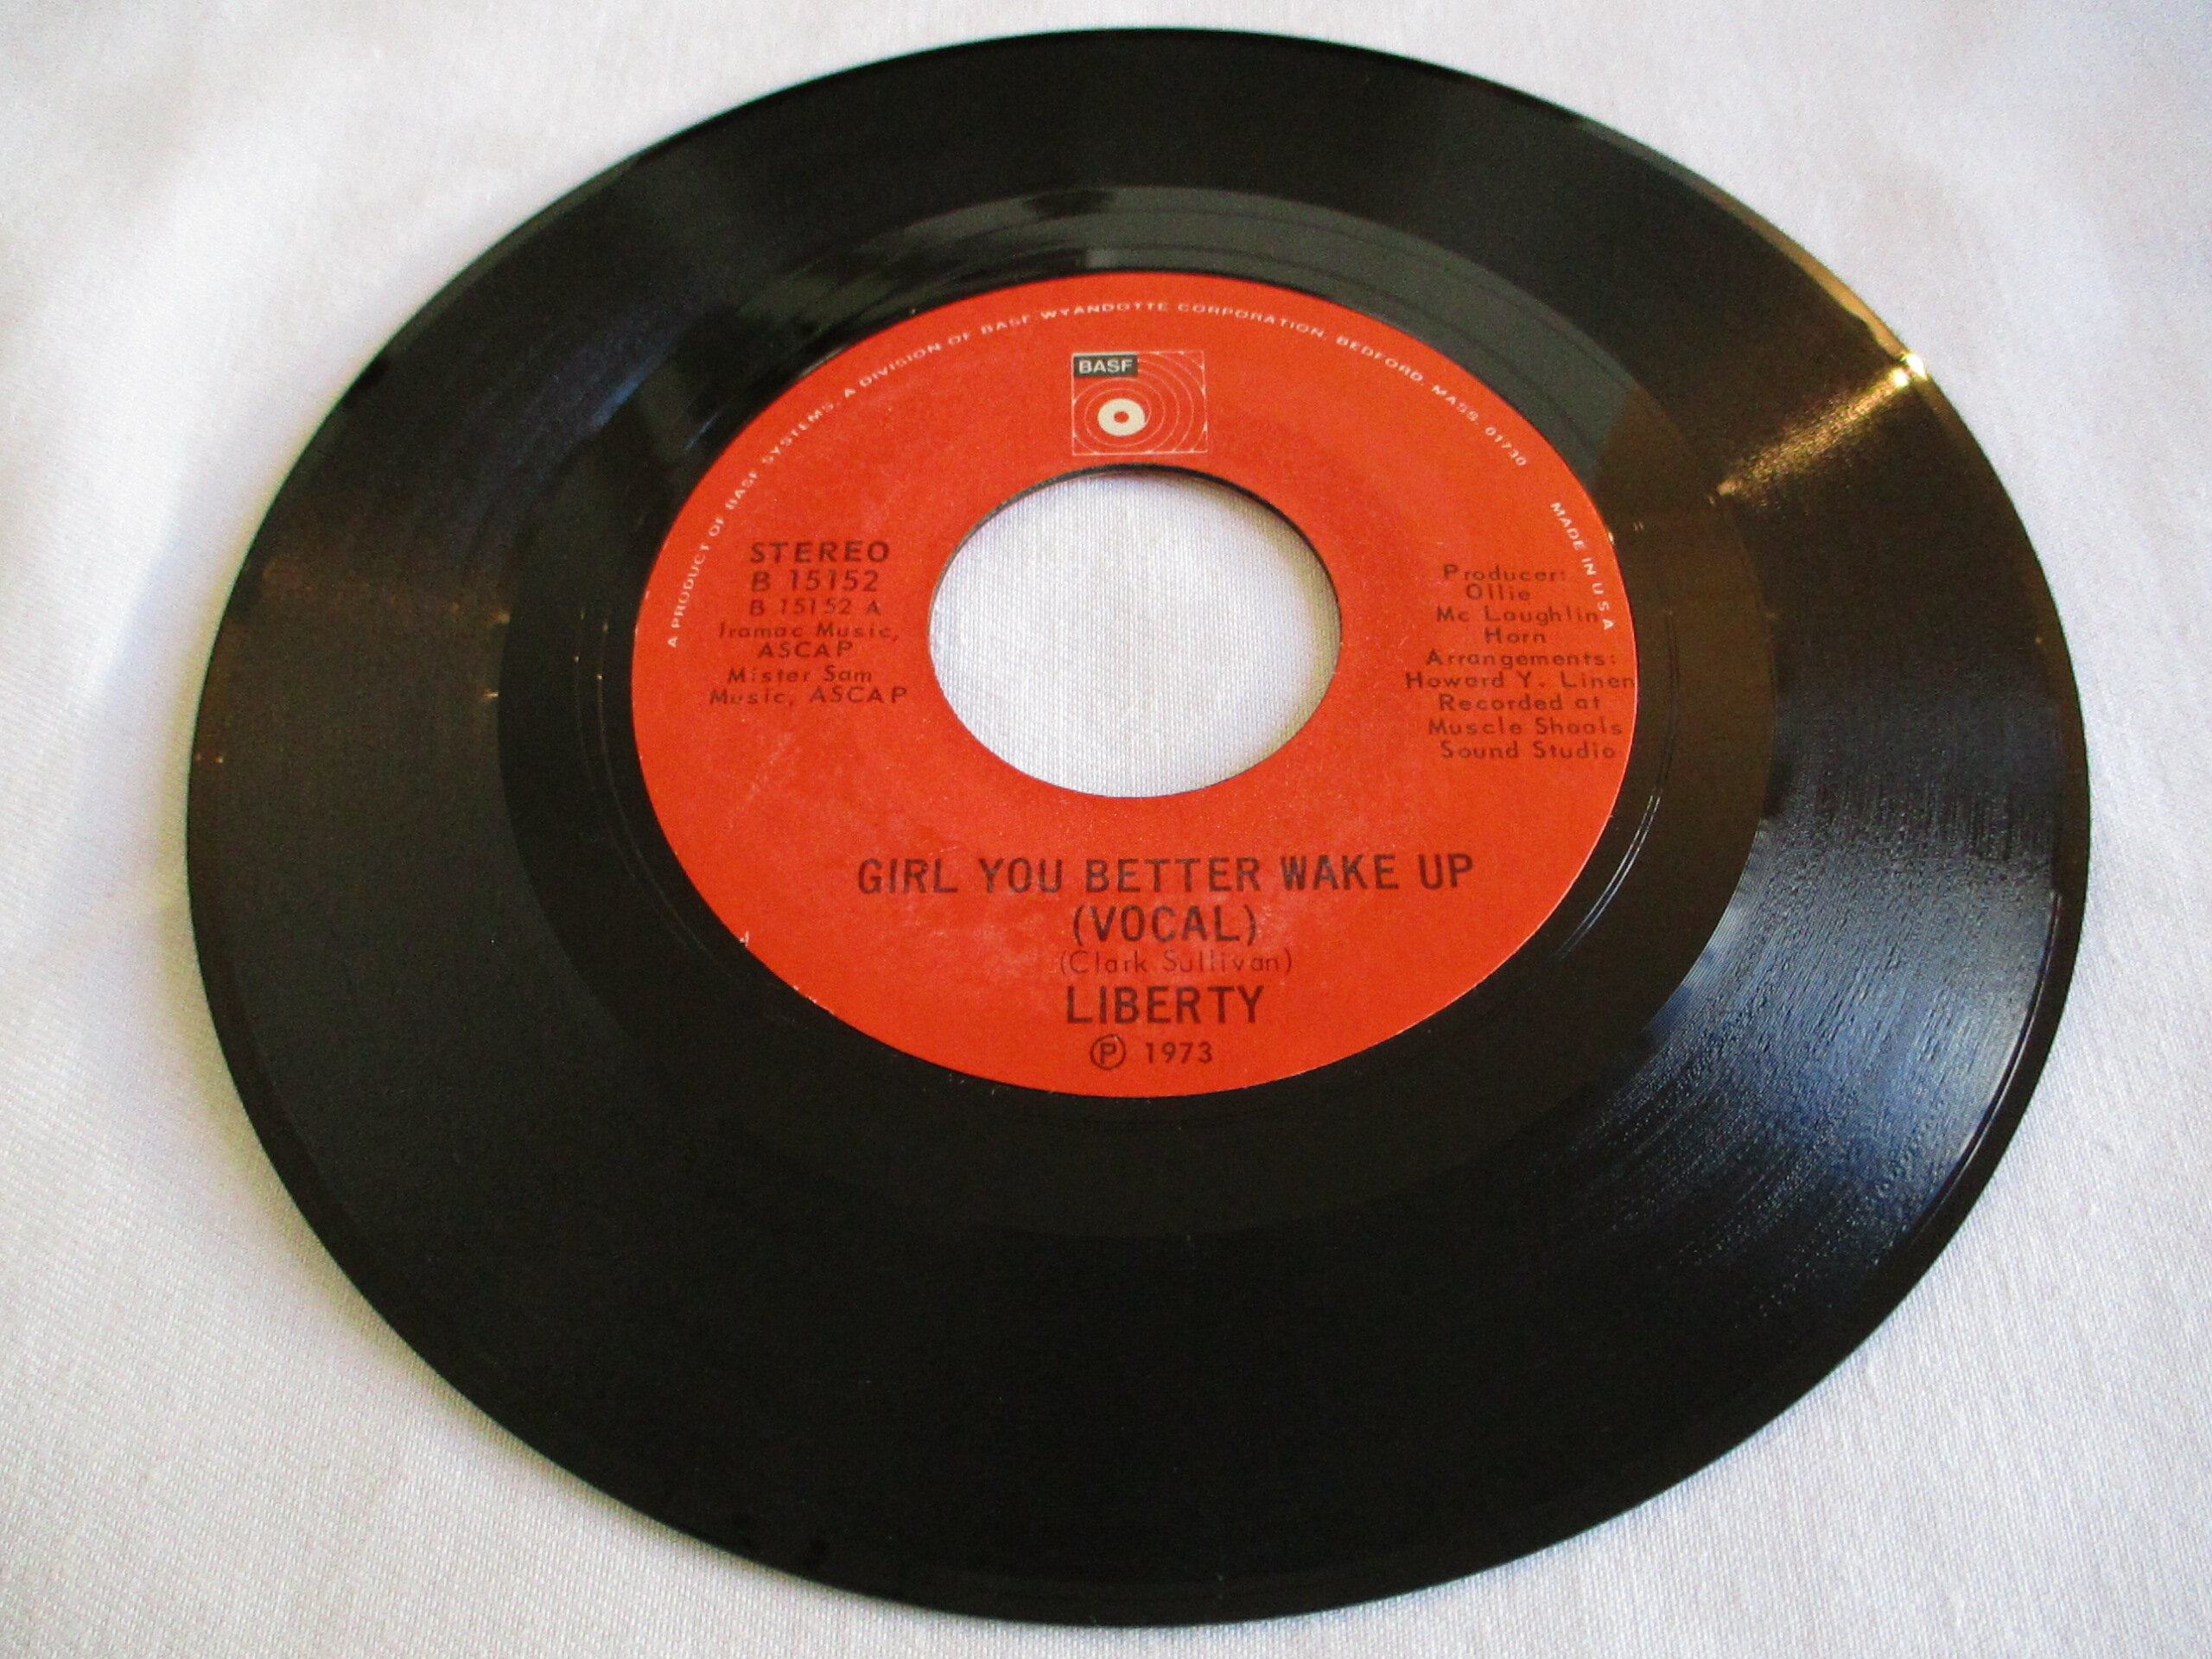 A PRODUCT OF BASF SYSTEMS, A DIVISION OF BASF WYANDOTTE CORPORATION, BEDFORD, MASS. 01730 MADE IN U S A
BASF
STEREO
B 15152
B 15152 A
Iramac Music,
ASCAP
Mister Sam
Music, ASCAP
Producer:
Ollie
Mc Laughlin
Horn
Arrangements:
Howard Y. Linen
Recorded at
Muscle Shoals
Sound Studio
GIRL YOU BETTER WAKE UP
(VOCAL)
(Clark Sullivan)
LIBERTY
Ⓟ 1973